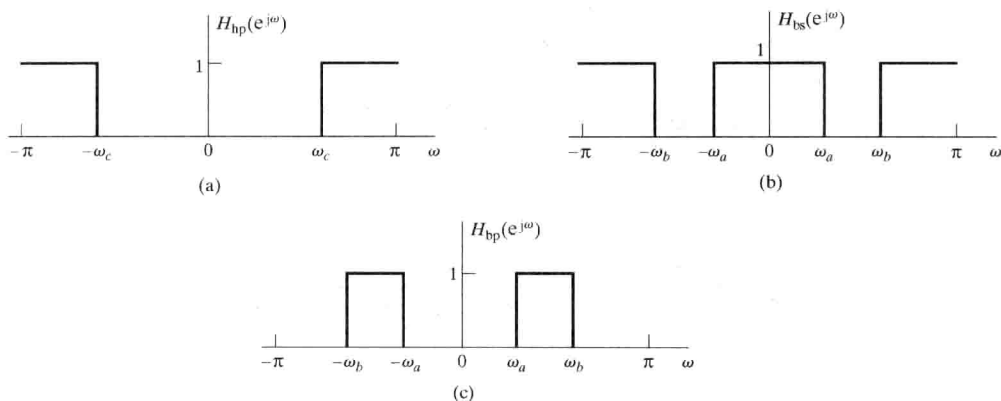 H_hp(e^jω)
1
−π −ω_c 0 ω_c π ω
(a)
H_bs(e^jω)
1
−π −ω_b −ω_a 0 ω_a ω_b π ω
(b)
H_bp(e^jω)
1
−π −ω_b −ω_a 0 ω_a ω_b π ω
(c)